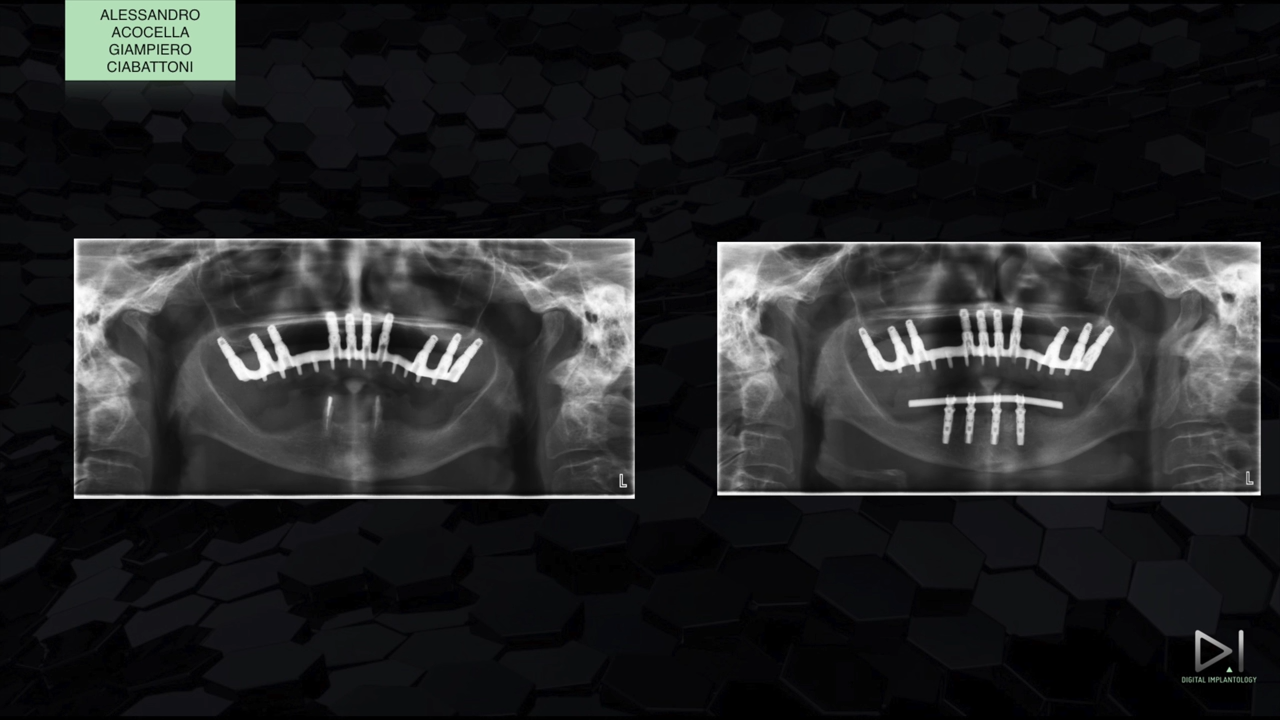 ALESSANDRO
ACOCELLA
GIAMPIERO
CIABATTONI
L
L
DIGITAL IMPLANTOLOGY